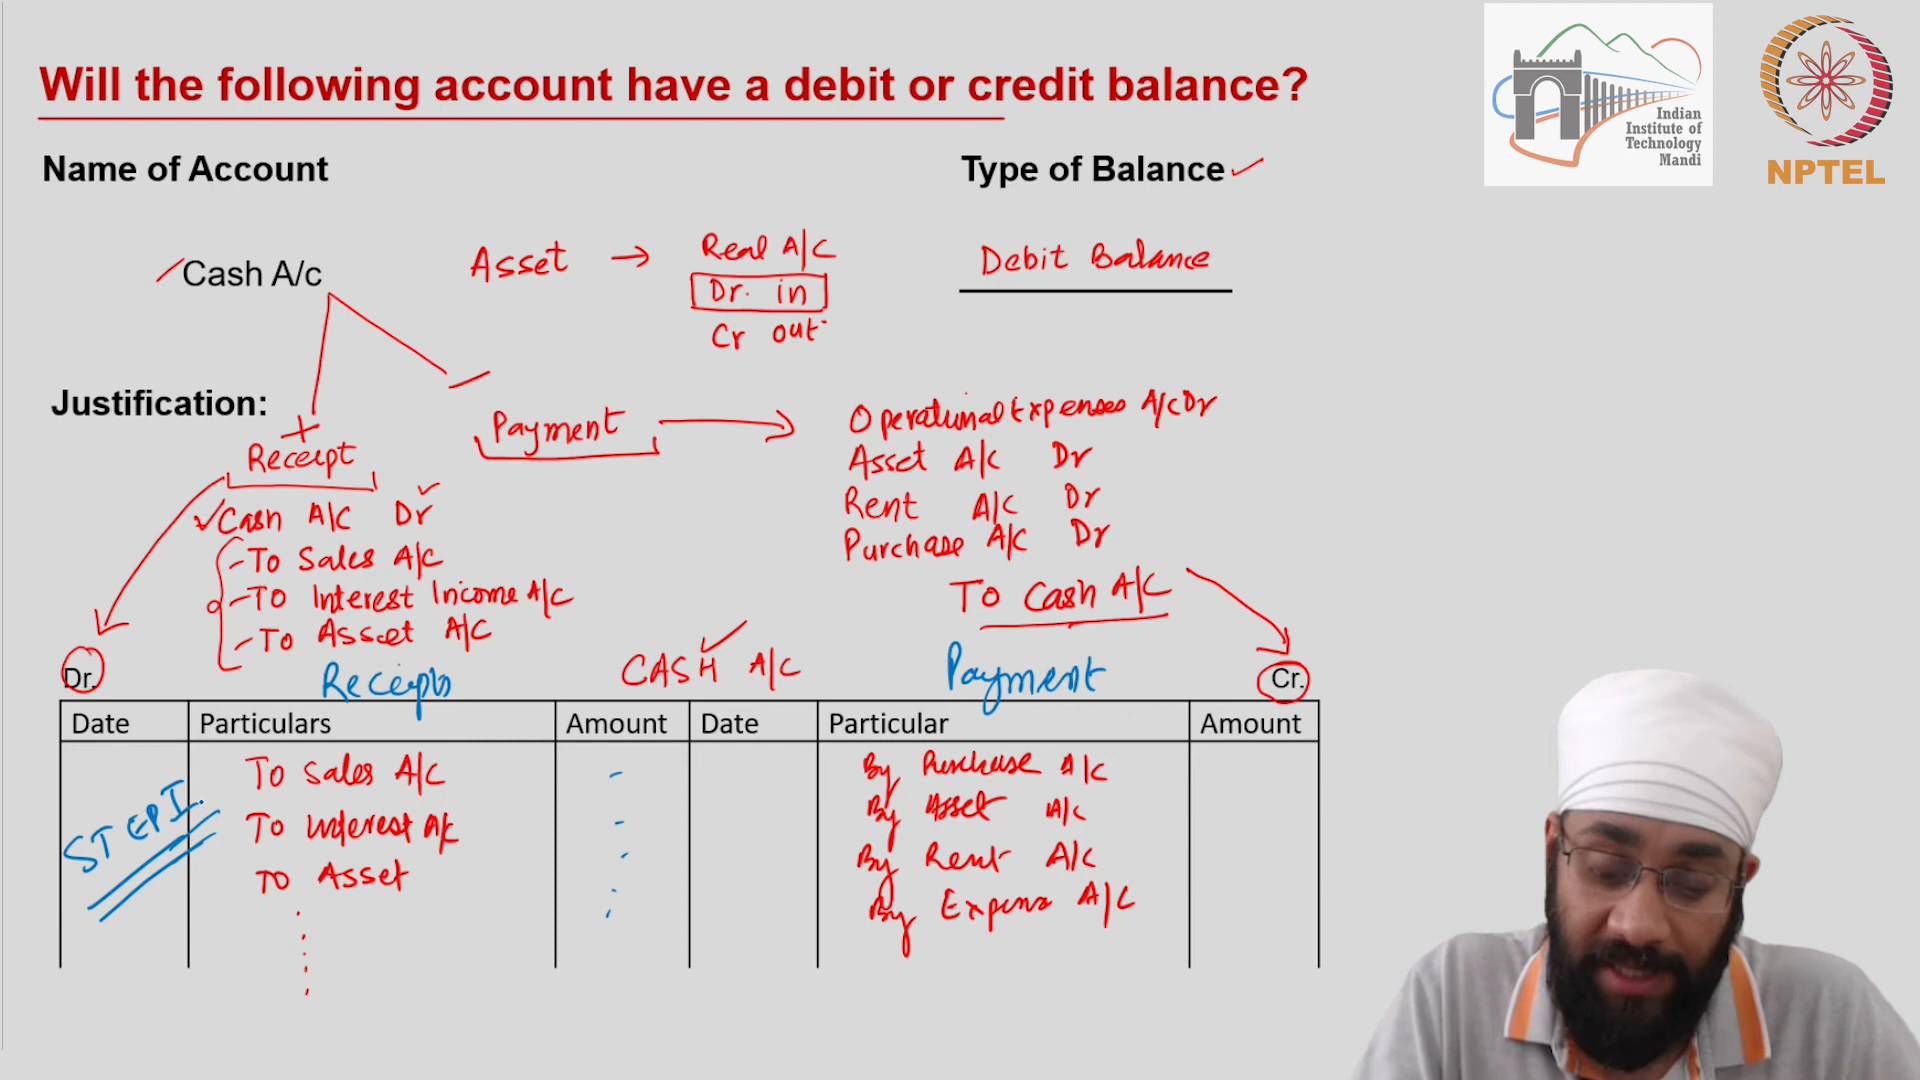 Will the following account have a debit or credit balance?
Indian
Institute of
Technology
Mandi
NPTEL
Name of Account
Type of Balance
Cash A/c
Asset → Real A/C
Dr. in
Cr out
Debit Balance
Justification:
Receipt
Cash A/C Dr
To Sales A/C
To Interest Income A/C
To Asset A/C
Payment
Operational Expenses A/C Dr
Asset A/C Dr
Rent A/C Dr
Purchase A/C Dr
To Cash A/C
Dr.
Receipts
CASH A/C
Payment
Cr.
Date Particulars Amount Date Particular Amount
STEP I
To Sales A/C
To Interest A/C
To Asset
By Purchase A/C
By Asset A/C
By Rent A/C
By Expense A/C